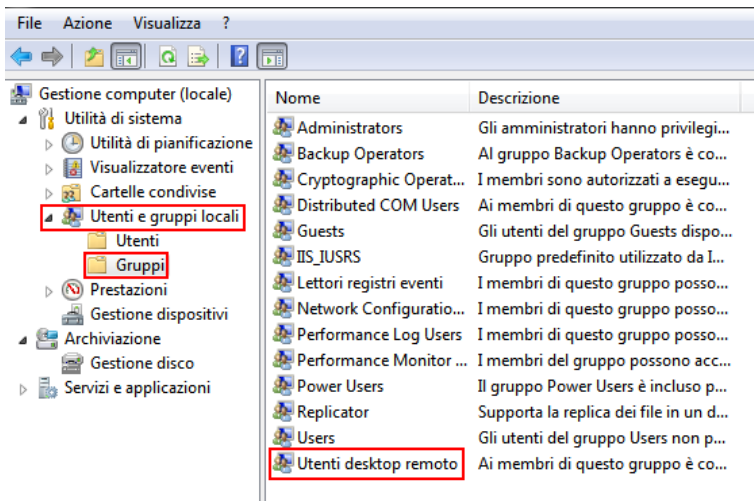 File Azione Visualizza ?
Gestione computer (locale)
Utilità di sistema
Utilità di pianificazione
Visualizzatore eventi
Cartelle condivise
Utenti e gruppi locali
Utenti
Gruppi
Prestazioni
Gestione dispositivi
Archiviazione
Gestione disco
Servizi e applicazioni
Nome Descrizione
Administrators Gli amministratori hanno privilegi...
Backup Operators Al gruppo Backup Operators è co...
Cryptographic Operat... I membri sono autorizzati a esegu...
Distributed COM Users Ai membri di questo gruppo è co...
Guests Gli utenti del gruppo Guests dispo...
IIS_IUSRS Gruppo predefinito utilizzato da I...
Lettori registri eventi I membri di questo gruppo posso...
Network Configuratio... I membri di questo gruppo posso...
Performance Log Users I membri di questo gruppo posso...
Performance Monitor ... I membri del gruppo possono acc...
Power Users Il gruppo Power Users è incluso p...
Replicator Supporta la replica dei file in un d...
Users Gli utenti del gruppo Users non p...
Utenti desktop remoto Ai membri di questo gruppo è co...